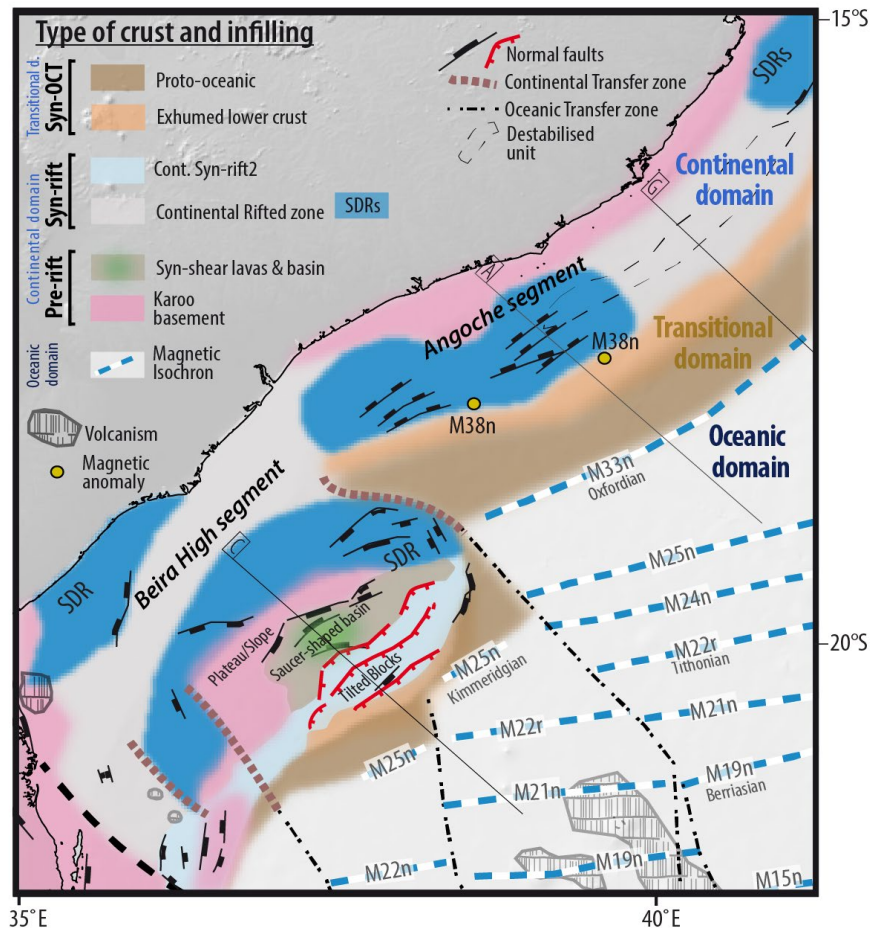 Type of crust and infilling
Transitional d.
Syn-OCT
Proto-oceanic
Exhumed lower crust
Continental domain
Syn-rift
Cont. Syn-rift2
Continental Rifted zone
SDRs
Pre-rift
Syn-shear lavas & basin
Karoo
basement
Oceanic
domain
Magnetic
Isochron
Volcanism
Magnetic
anomaly
Normal faults
Continental Transfer zone
Oceanic Transfer zone
Destabilised
unit
SDRs
15°S
Continental
domain
G
A
Angoche segment
M38n
Transitional
domain
M38n
Oceanic
domain
M33n
Oxfordian
Beira High segment
C
SDR
SDR
M25n
M24n
M22r
Tithonian
20°S
Plateau/Slope
Saucer-shaped basin
Tilted Blocks
M25n
Kimmeridgian
M21n
M22r
M25n
M19n
Berriasian
M21n
M19n
M22n
M15n
35°E
40°E